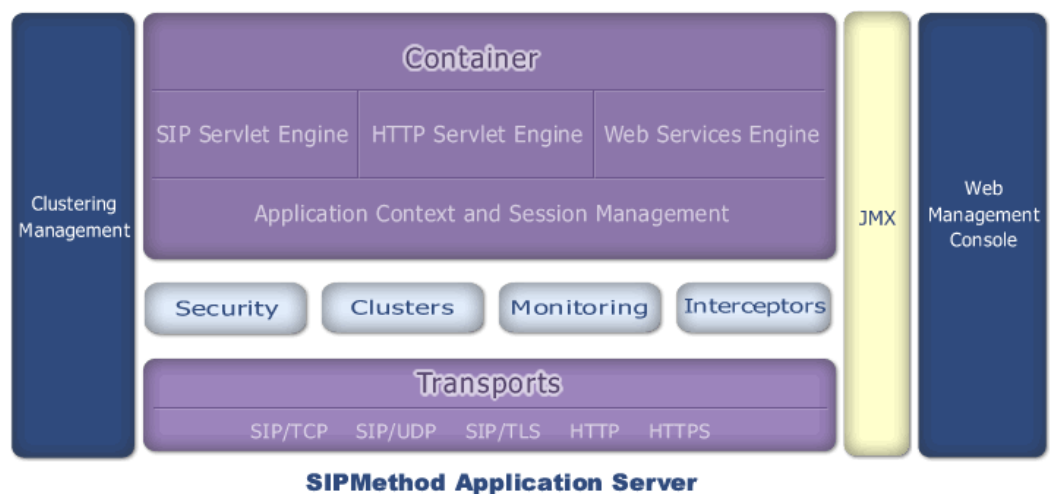 Clustering
Management
Container
SIP Servlet Engine
HTTP Servlet Engine
Web Services Engine
Application Context and Session Management
Security
Clusters
Monitoring
Interceptors
Transports
SIP/TCP SIP/UDP SIP/TLS HTTP HTTPS
JMX
Web
Management
Console
SIPMethod Application Server